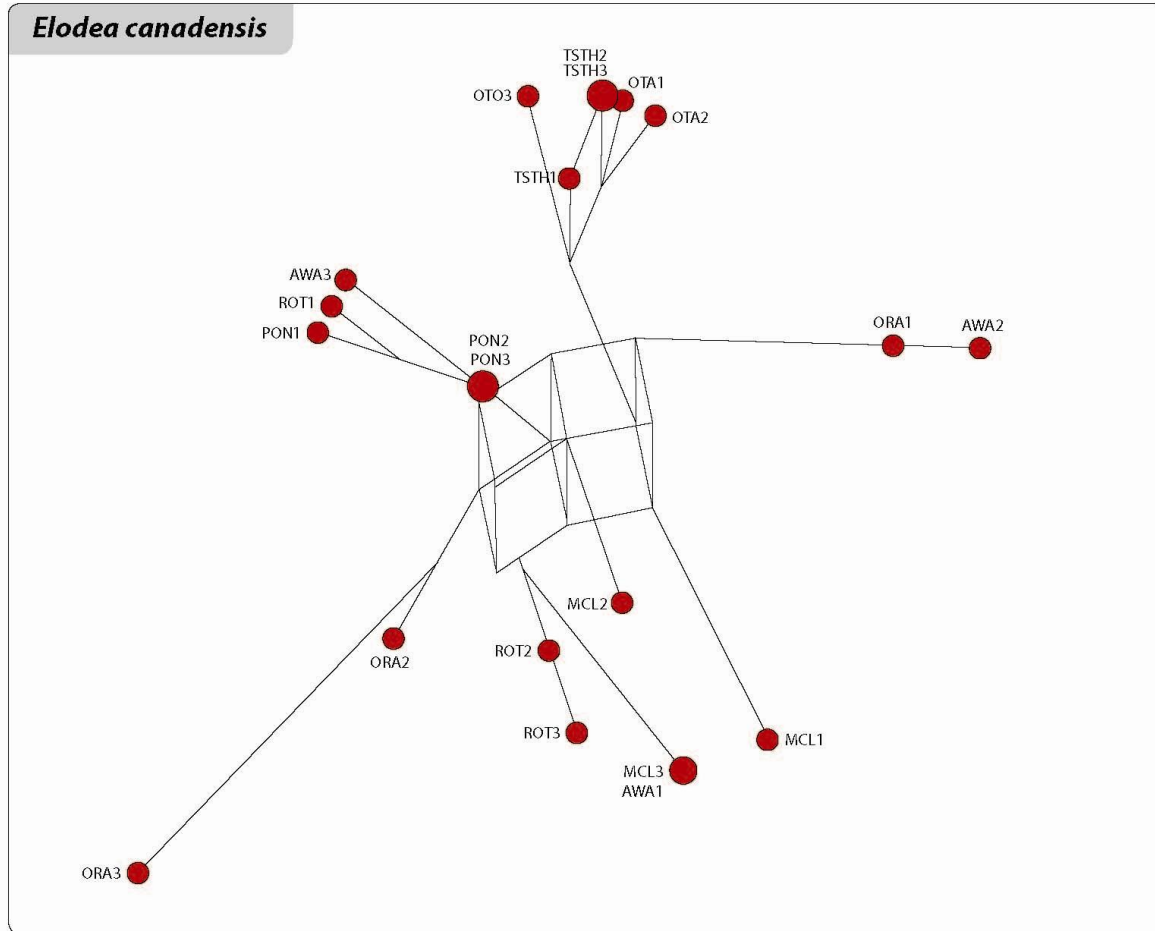 Elodea canadensis
TSTH2
TSTH3
OTA1
OTO3
OTA2
TSTH1
AWA3
ROT1
PON1
PON2
PON3
ORA1
AWA2
MCL2
ROT2
ORA2
ROT3
MCL1
MCL3
AWA1
ORA3